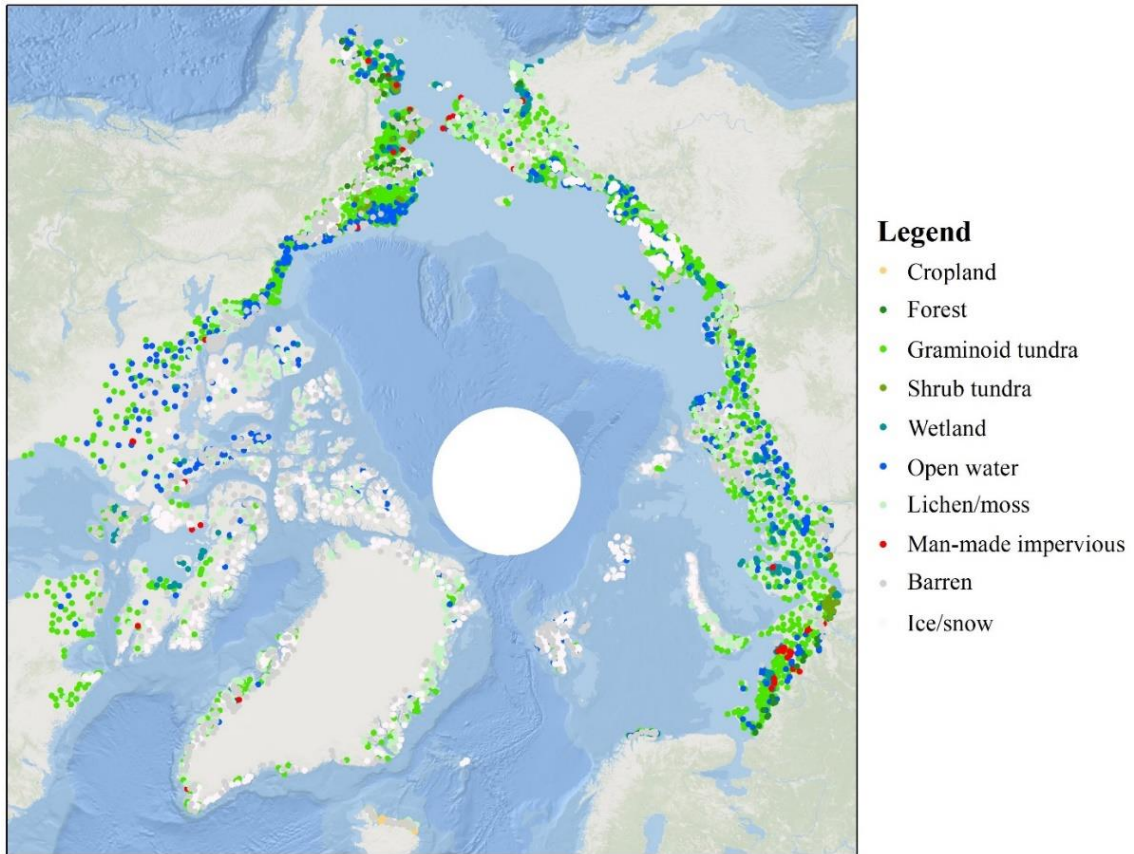 Legend
Cropland
Forest
Graminoid tundra
Shrub tundra
Wetland
Open water
Lichen/moss
Man-made impervious
Barren
Ice/snow